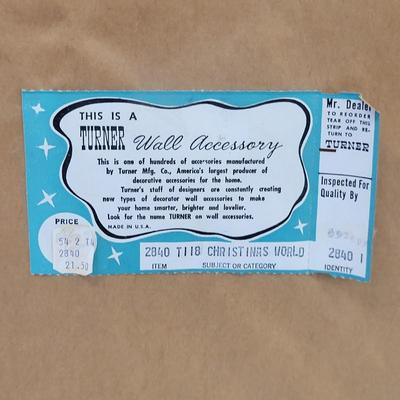 THIS IS A
TURNER Wall Accessory
This is one of hundreds of accessories manufactured
by Turner Mfg. Co., America's largest producer of
decorative accessories for the home.
Turner's staff of designers are constantly creating
new types of decorator wall accessories to make
your home smarter, brighter and lovelier.
Look for the name TURNER on wall accessories.
MADE IN U.S.A.
PRICE
54 2 T4
2840
21.50
2840 T118 CHRISTINAS WORLD
ITEM SUBJECT OR CATEGORY
Mr. Dealer
TO REORDER
TEAR OFF THIS
STRIP AND RE-
TURN TO
TURNER
Inspected For
Quality By
2840 1
IDENTITY